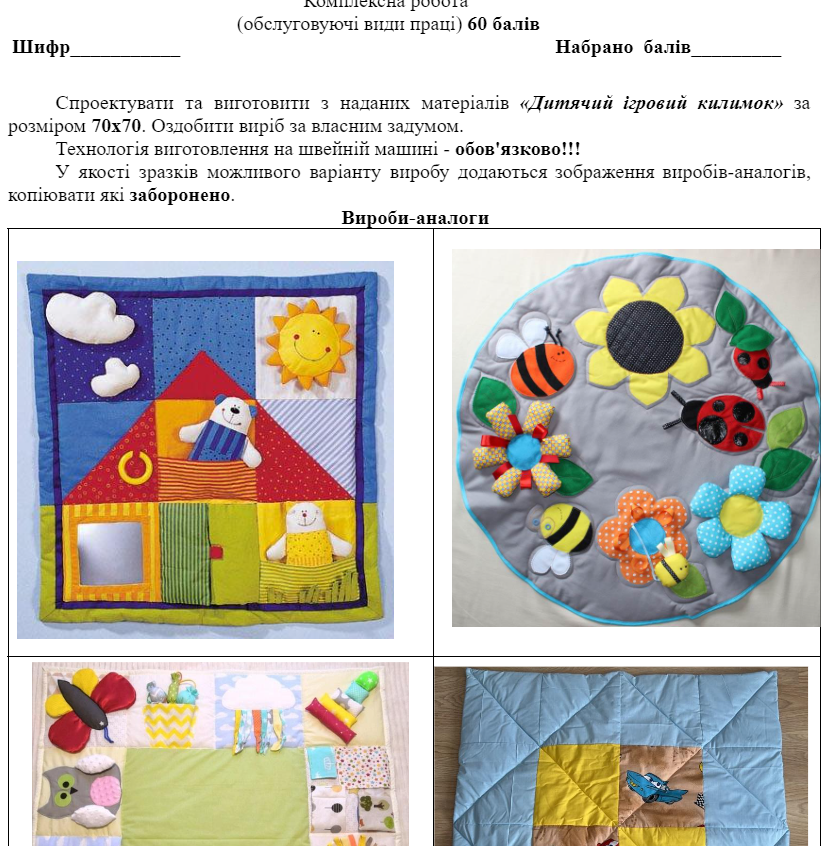 Комплексна робота
(обслуговуючі види праці) 60 балів
Шифр___________ Набрано балів_________
Спроектувати та виготовити з наданих матеріалів «Дитячий ігровий килимок» за
розміром 70х70. Оздобити виріб за власним задумом.
Технологія виготовлення на швейній машині - обов'язково!!!
У якості зразків можливого варіанту виробу додаються зображення виробів-аналогів,
копіювати які заборонено.
Вироби-аналоги